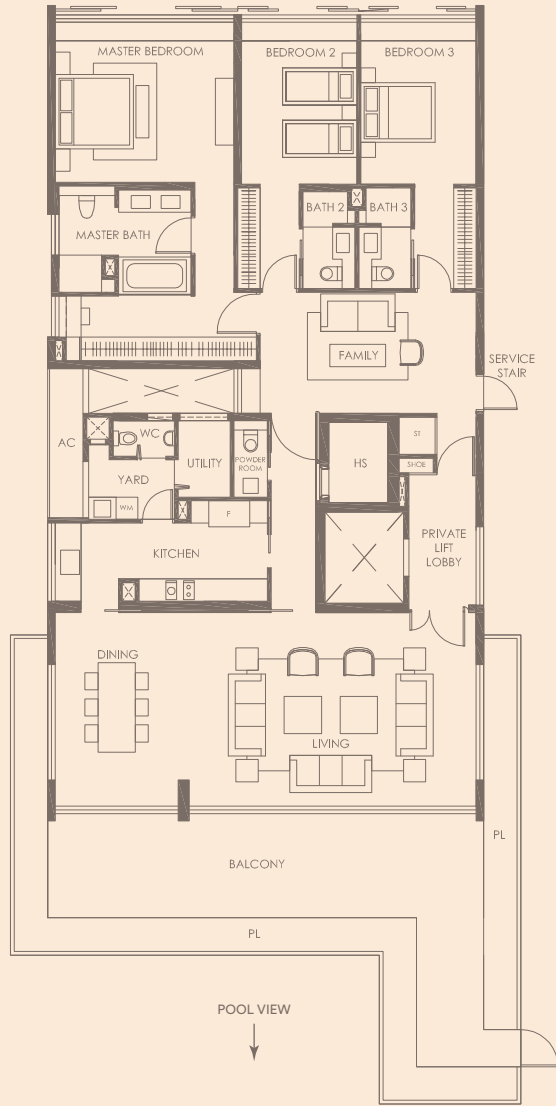 MASTER BEDROOM
BEDROOM 2
BEDROOM 3
BATH 2
BATH 3
MASTER BATH
FAMILY
SERVICE
STAIR
AC
WC
UTILITY
POWDER
ROOM
HS
ST
SHOE
YARD
WM
F
KITCHEN
PRIVATE
LIFT
LOBBY
DINING
LIVING
PL
BALCONY
PL
POOL VIEW